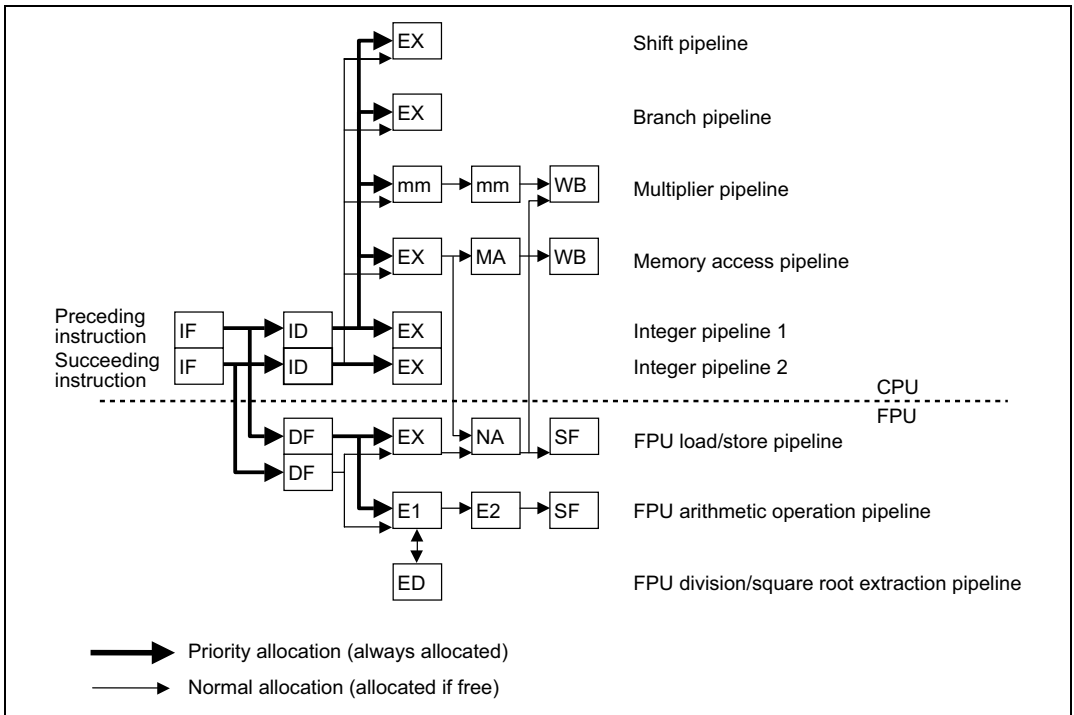 EX Shift pipeline
EX Branch pipeline
mm mm WB Multiplier pipeline
EX MA WB Memory access pipeline
Preceding
instruction IF ID EX Integer pipeline 1
Succeeding
instruction IF ID EX Integer pipeline 2
CPU
FPU
DF EX NA SF FPU load/store pipeline
DF
E1 E2 SF FPU arithmetic operation pipeline
ED FPU division/square root extraction pipeline
Priority allocation (always allocated)
Normal allocation (allocated if free)